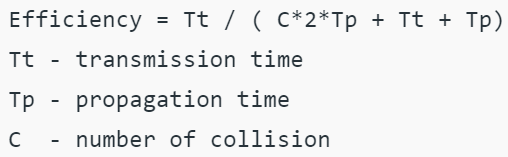 Efficiency = Tt / ( C*2*Tp + Tt + Tp)
Tt - transmission time
Tp - propagation time
C  - number of collision